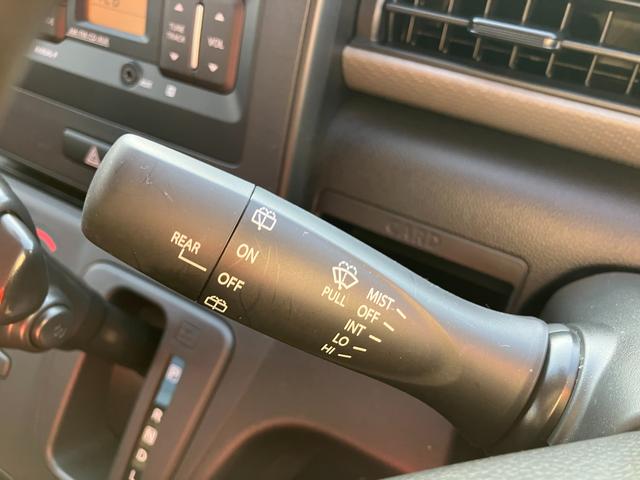 TUNE
TRACK
VOL
CARD
REAR
ON
OFF
PULL
MIST
OFF
INT
LO
HI
P
R
N
D
L